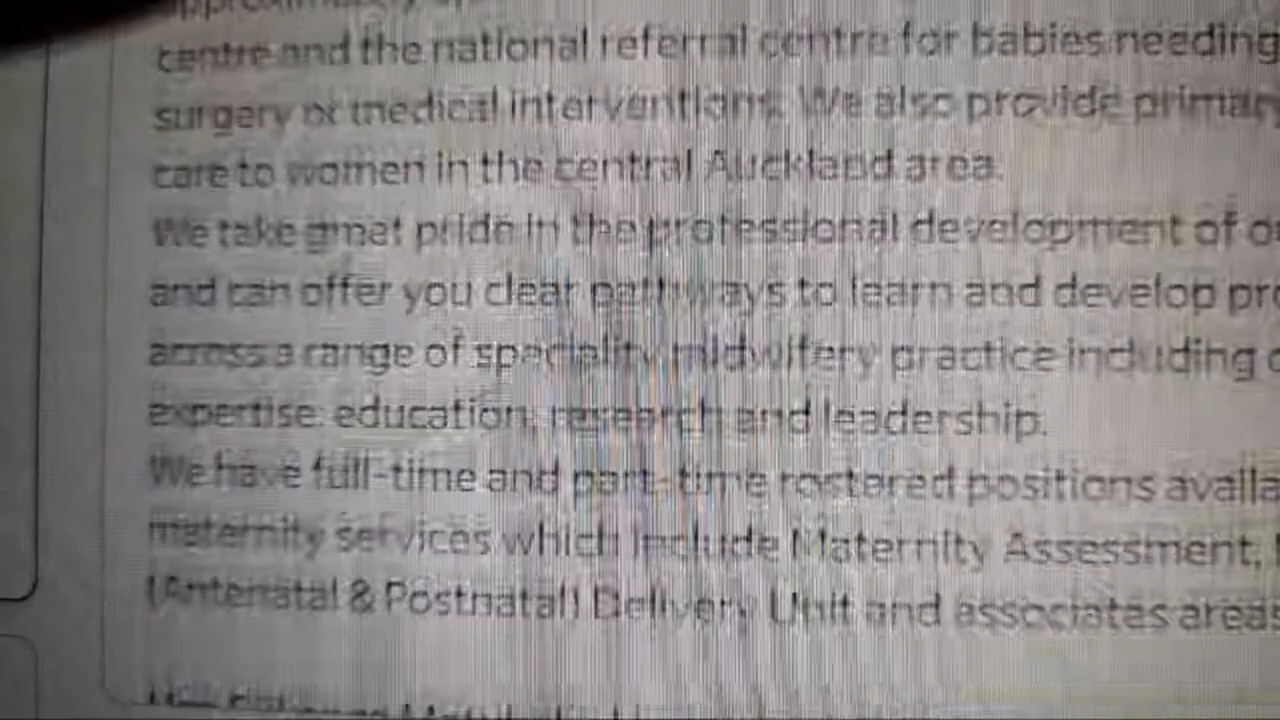 centre and the national referral centre for babies needing
surgery or medical interventions. We also provide primary
care to women in the central Auckland area.
We take great pride in the professional development of
and can offer you clear pathways to learn and develop
across a range of speciality midwifery practice including
expertise, education, research and leadership.
We have full-time and part-time rostered positions
maternity services which include Maternity Assessment,
(Antenatal & Postnatal) Delivery Unit and associates areas